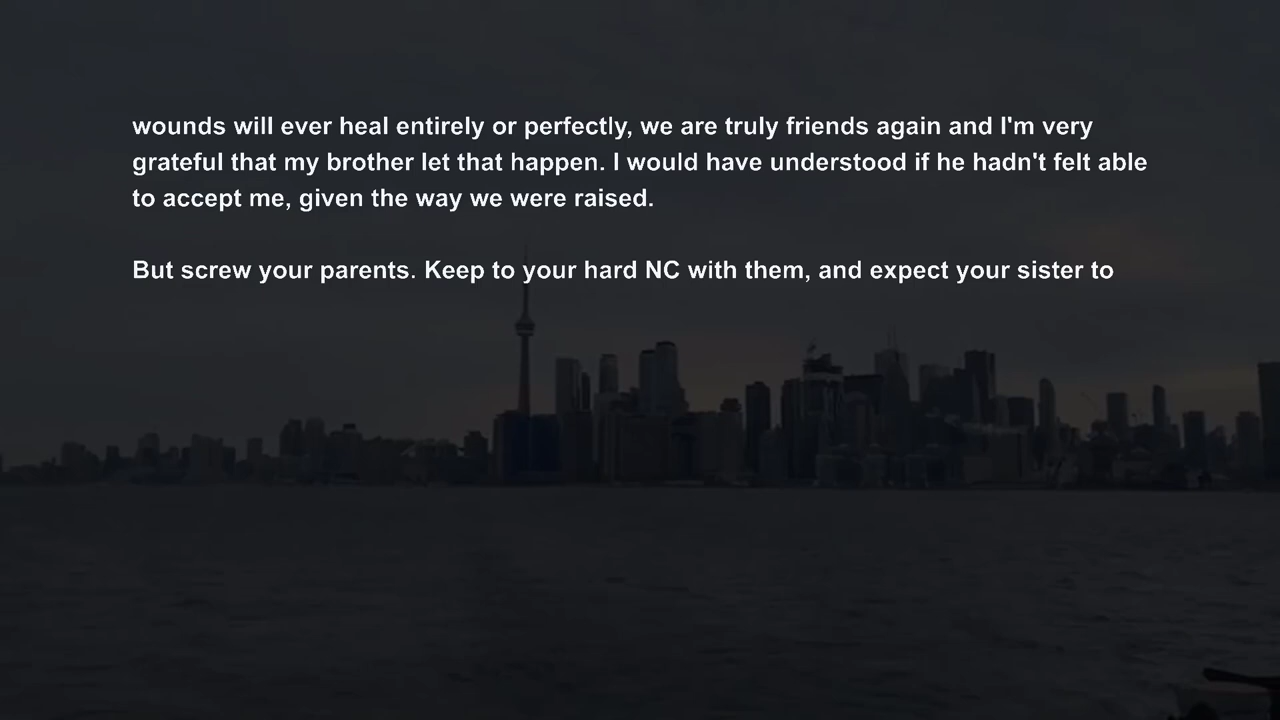 wounds will ever heal entirely or perfectly, we are truly friends again and I'm very
grateful that my brother let that happen. I would have understood if he hadn't felt able
to accept me, given the way we were raised.
But screw your parents. Keep to your hard NC with them, and expect your sister to